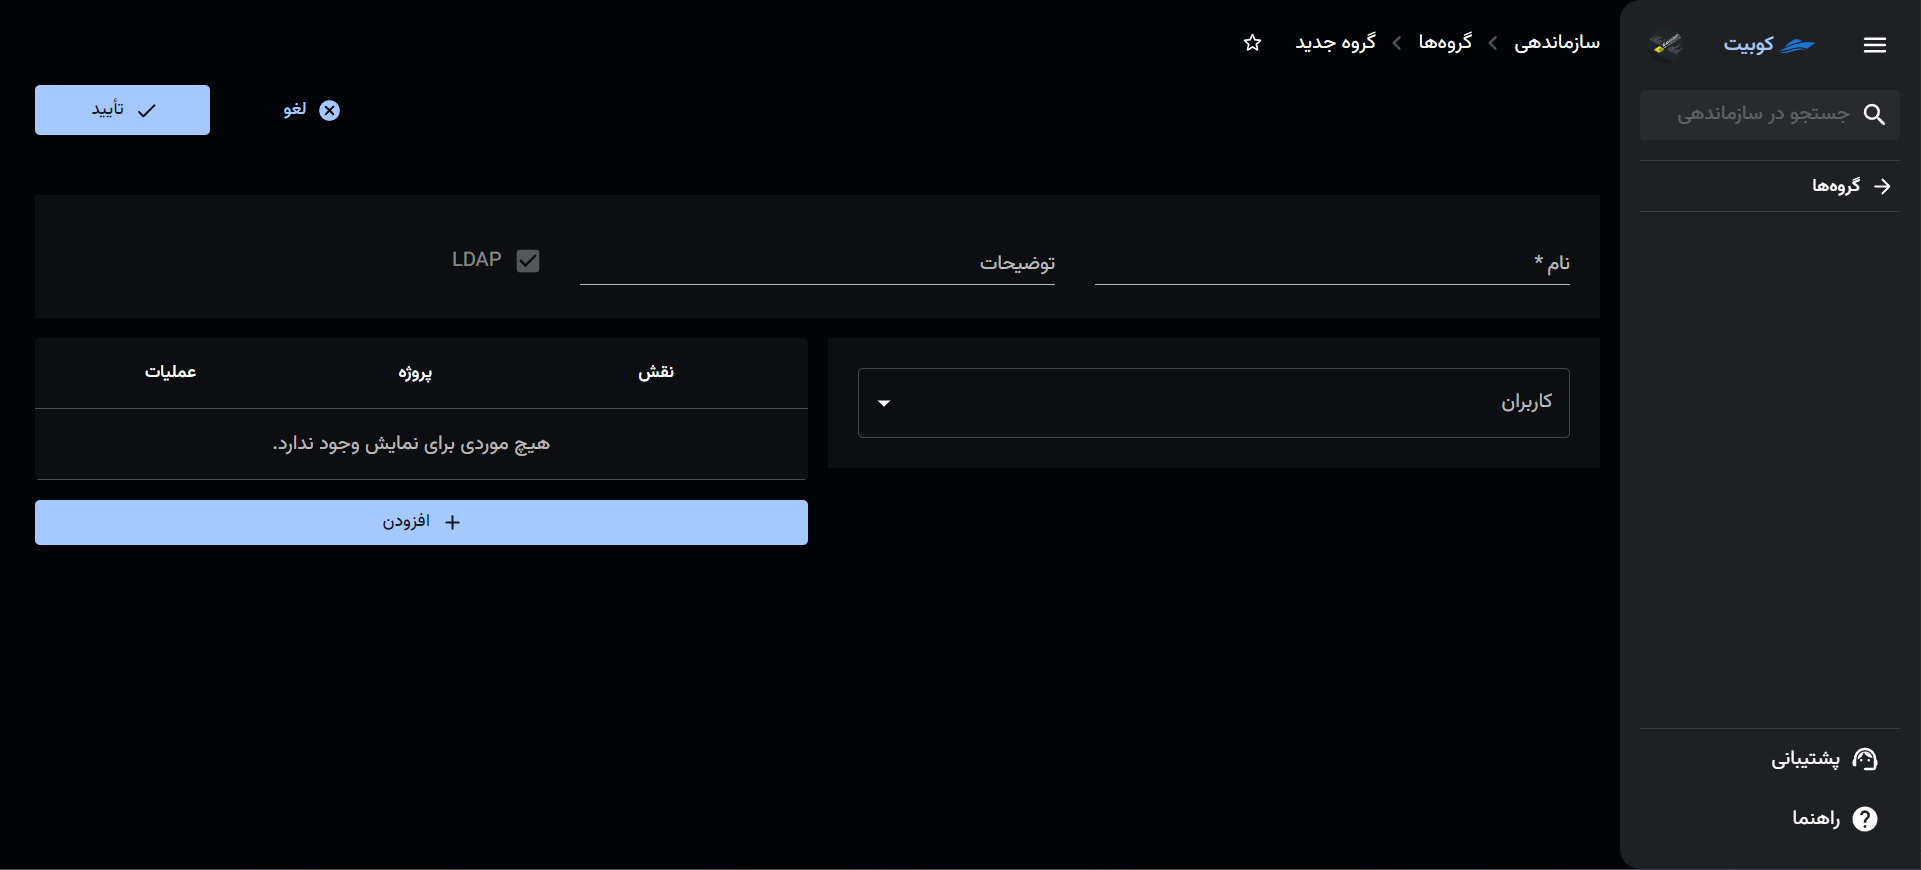 کوبیت
جستجو در سازماندهی
گروه‌ها
پشتیبانی
راهنما
سازماندهی
گروه‌ها
گروه جدید
لغو
تأیید
نام *
توضیحات
LDAP
کاربران
نقش پروژه عملیات
هیچ موردی برای نمایش وجود ندارد.
افزودن